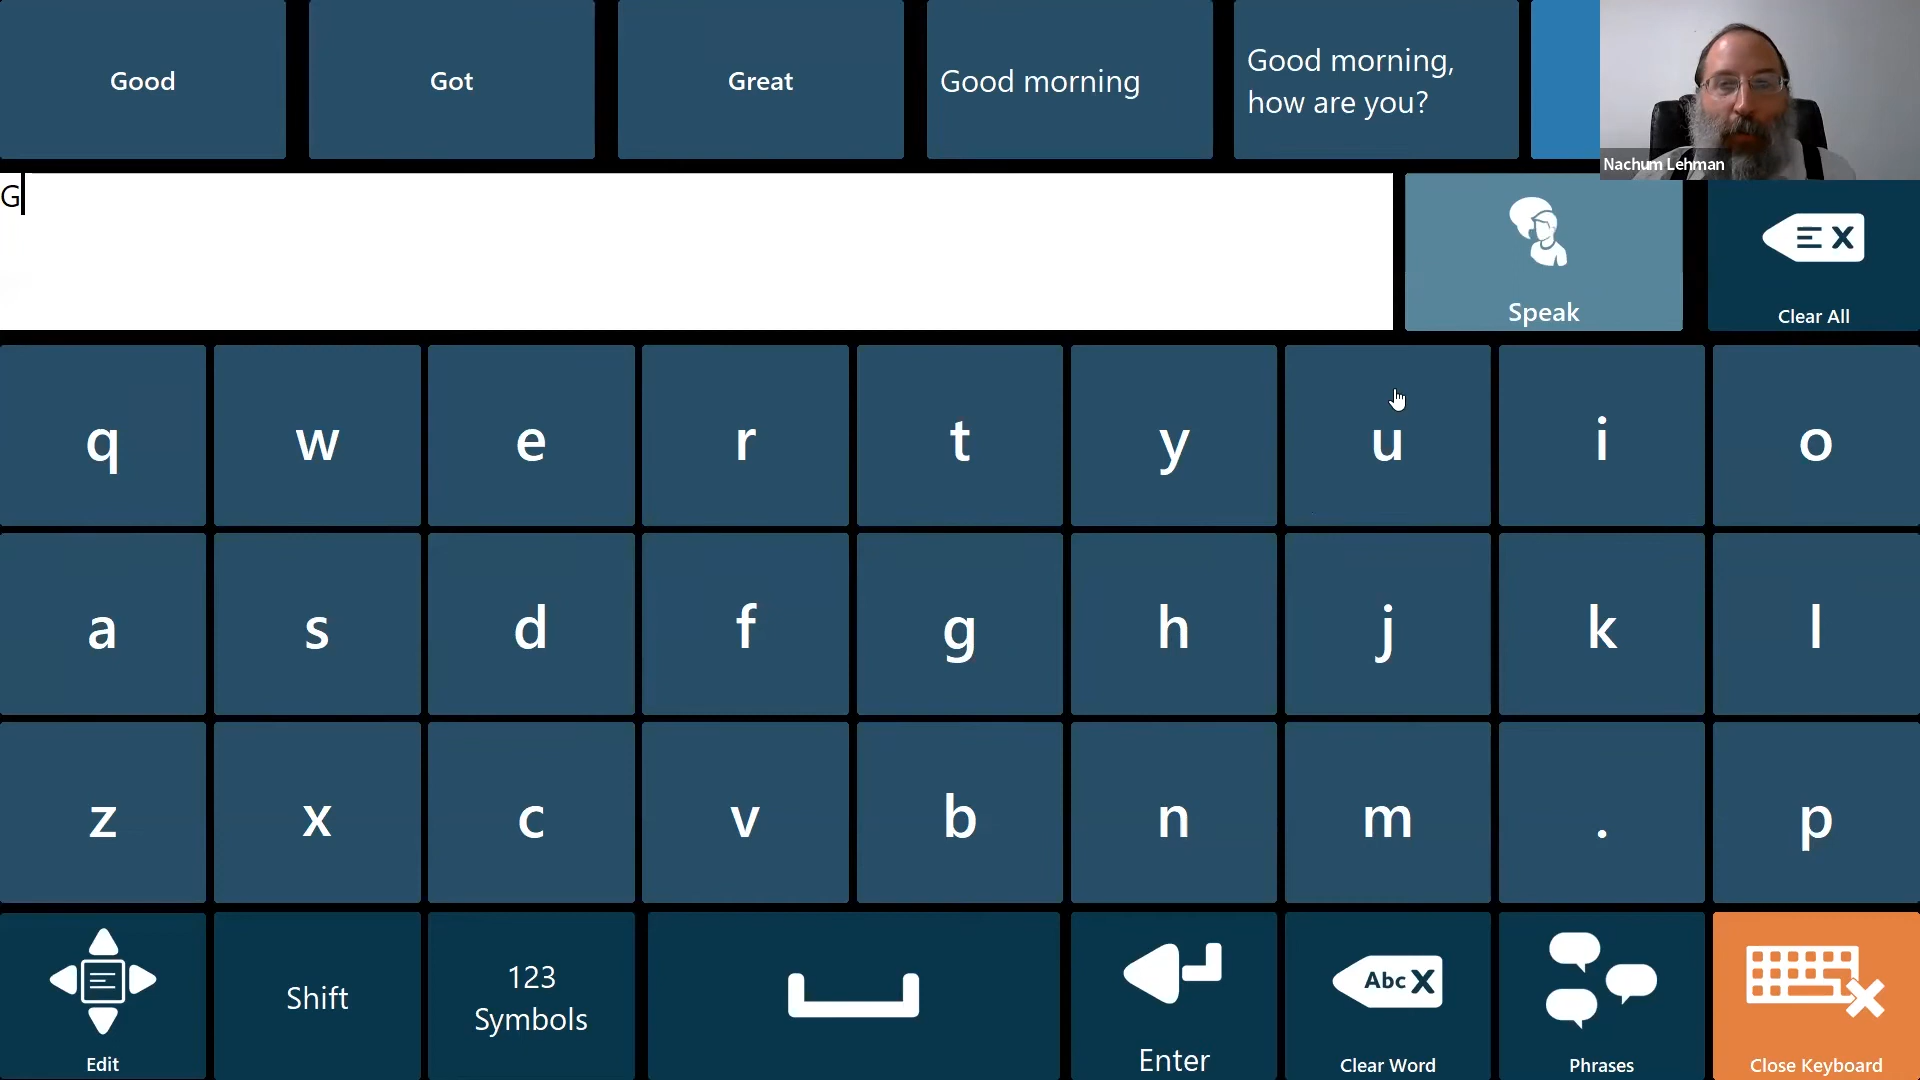 Good
Got
Great
Good morning
Good morning,
how are you?
Nachum Lehman
G
Speak
Clear All
q w e r t y u i o
a s d f g h j k l
z x c v b n m . p
Edit
Shift
123
Symbols
Enter
Abc X
Clear Word
Phrases
Close Keyboard